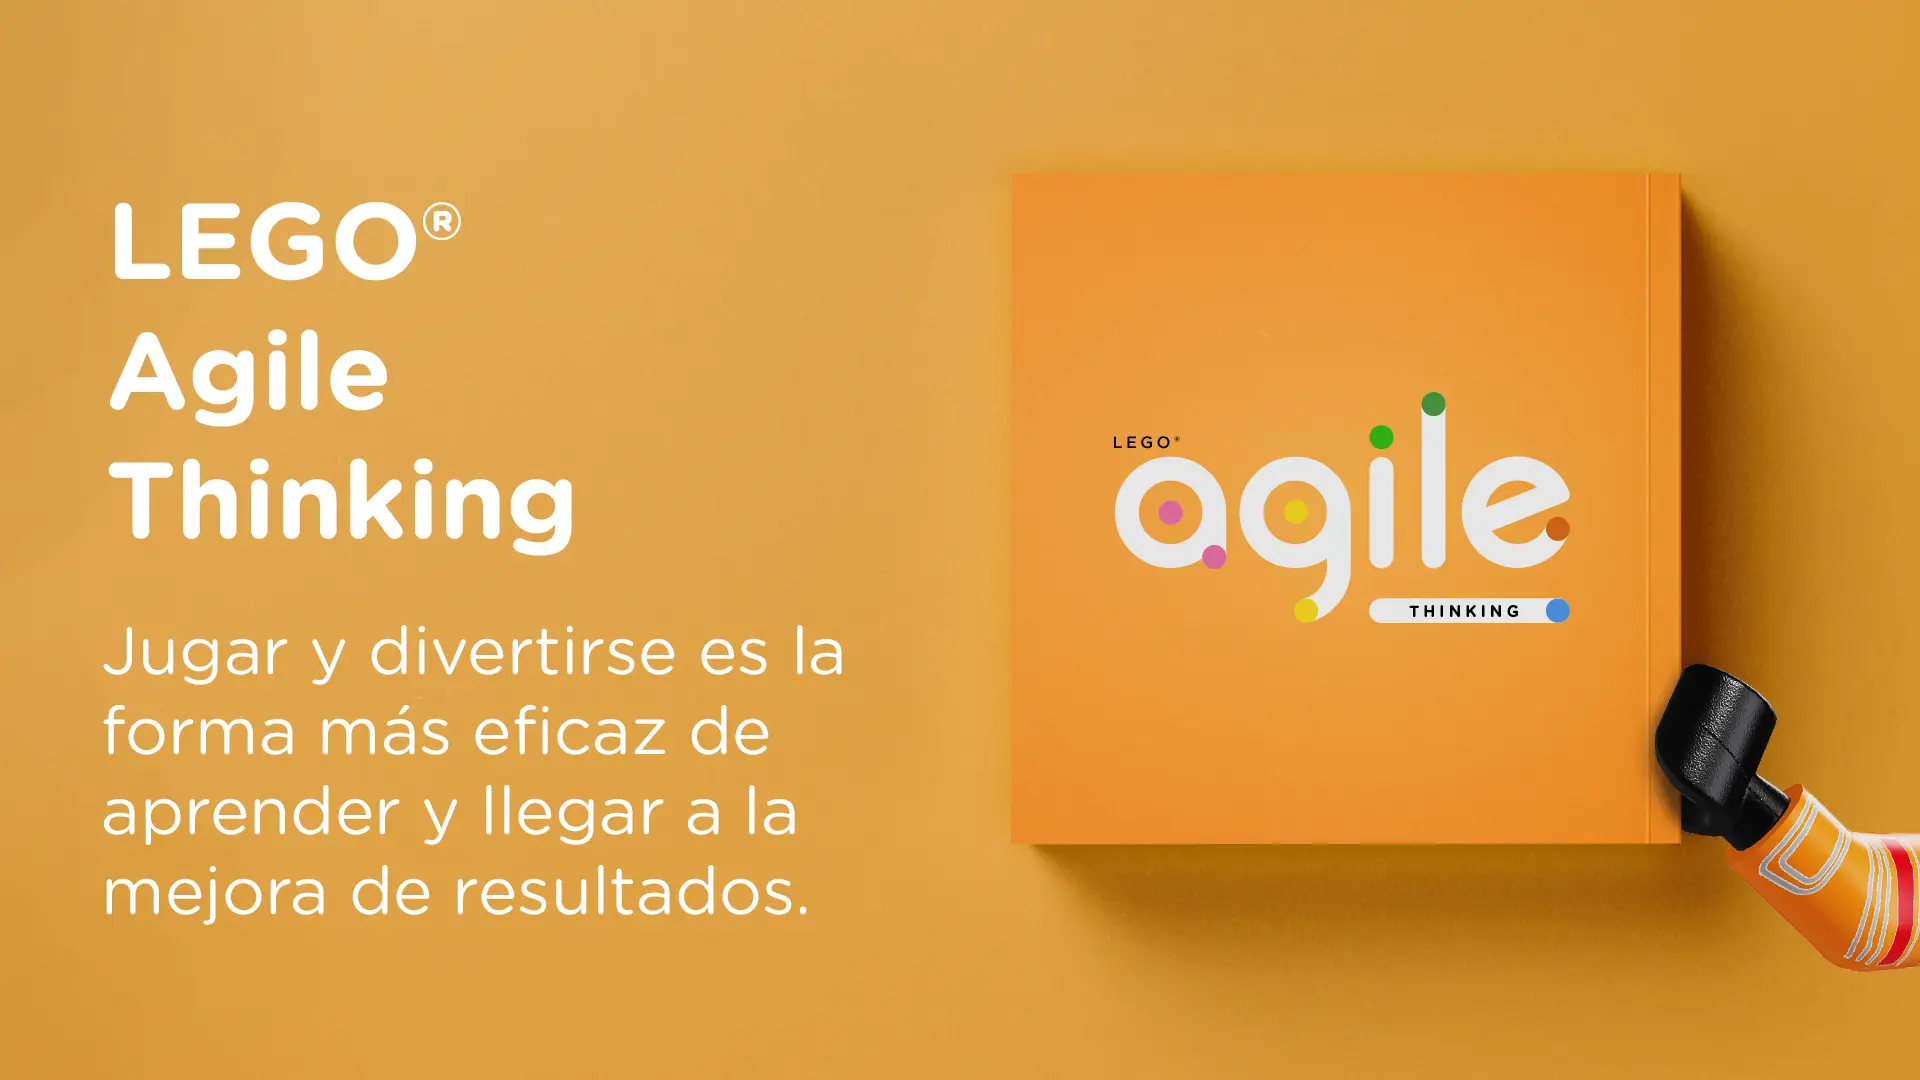 LEGO®
Agile
Thinking
Jugar y divertirse es la
forma más eficaz de
aprender y llegar a la
mejora de resultados.
LEGO®
agile
THINKING